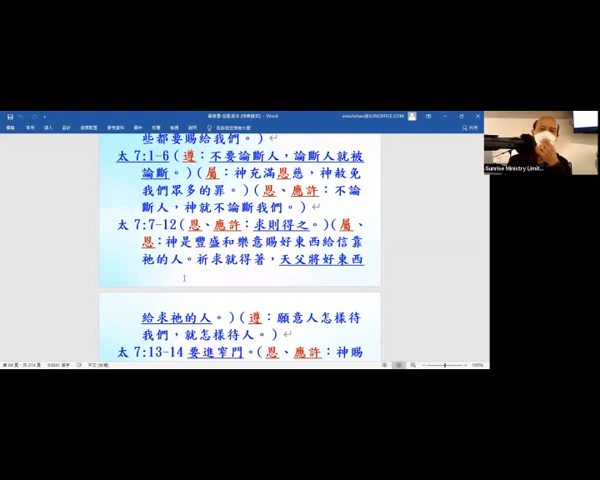 些都要賜給我們。)
太 7:1-6(遵:不要論斷人,論斷人就被
論斷。)(屬:神充滿恩慈,神赦免
我們眾多的罪。)(恩、應許:不論
斷人,神就不論斷我們。)
太 7:7-12(恩、應許:求則得之。)(屬、
恩:神是豐盛和樂意賜好東西給信靠
祂的人。祈求就得著,天父將好東西
給求祂的人。)(遵:願意人怎樣待
我們,就怎樣待人。)
太 7:13-14 要進窄門。(恩、應許:神賜
Sunrise Ministry Limit...
100%